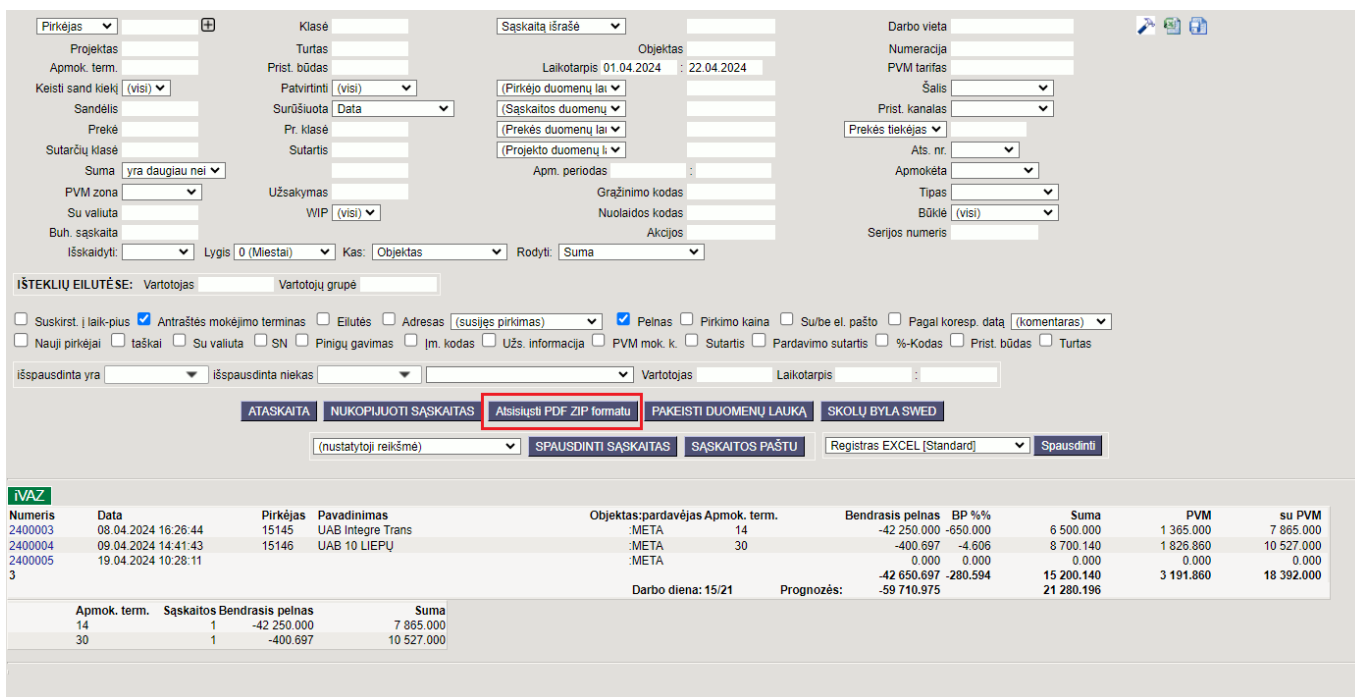 Pirkėjas Klasė Sąskaitą išrašė Darbo vieta
Projektas Turtas Objektas Numeracija
Apmok. term. Prist. būdas Laikotarpis 01.04.2024 : 22.04.2024 PVM tarifas
Keisti sand kiekį (visi) Patvirtinti (visi) (Pirkėjo duomenų lau Šalis
Sandėlis Surūšiuota Data (Sąskaitos duomenų Prist. kanalas
Prekė Pr. klasė (Prekės duomenų lau Prekės tiekėjas
Sutarčių klasė Sutartis (Projekto duomenų l Ats. nr.
Suma yra daugiau nei Apm. periodas : Apmokėta
PVM zona Užsakymas Grąžinimo kodas Tipas
Su valiuta WIP (visi) Nuolaidos kodas Būklė (visi)
Buh. sąskaita Akcijos Serijos numeris
Išskaidyti: Lygis 0 (Miestai) Kas: Objektas Rodyti: Suma
IŠTEKLIŲ EILUTĖSE: Vartotojas Vartotojų grupė
Suskirst. į laik-pius Antraštės mokėjimo terminas Eilutės Adresas (susijęs pirkimas) Pelnas Pirkimo kaina Su/be el. pašto Pagal koresp. datą (komentaras)
Nauji pirkėjai taškai Su valiuta SN Pinigų gavimas Įm. kodas Užs. informacija PVM mok. k. Sutartis Pardavimo sutartis %-Kodas Prist. būdas Turtas
išspausdinta yra išspausdinta niekas Vartotojas Laikotarpis :
ATASKAITA NUKOPIJUOTI SĄSKAITAS Atsisiųsti PDF ZIP formatu PAKEISTI DUOMENŲ LAUKĄ SKOLŲ BYLA SWED
(nustatytoji reikšmė) SPAUSDINTI SĄSKAITAS SĄSKAITOS PAŠTU Registras EXCEL [Standard] Spausdinti
iVAZ
Numeris Data Pirkėjas Pavadinimas Objektas:pardavėjas Apmok. term. Bendrasis pelnas BP %% Suma PVM su PVM
2400003 08.04.2024 16:26:44 15145 UAB Integre Trans :META 14 -42 250.000 -650.000 6 500.000 1 365.000 7 865.000
2400004 09.04.2024 14:41:43 15146 UAB 10 LIEPŲ :META 30 -400.697 -4.606 8 700.140 1 826.860 10 527.000
2400005 19.04.2024 10:28:11 :META 0.000 0.000 0.000 0.000 0.000
3 -42 650.697 -280.594 15 200.140 3 191.860 18 392.000
Darbo diena: 15/21 Prognozės: -59 710.975 21 280.196
Apmok. term. Sąskaitos Bendrasis pelnas Suma
14 1 -42 250.000 7 865.000
30 1 -400.697 10 527.000